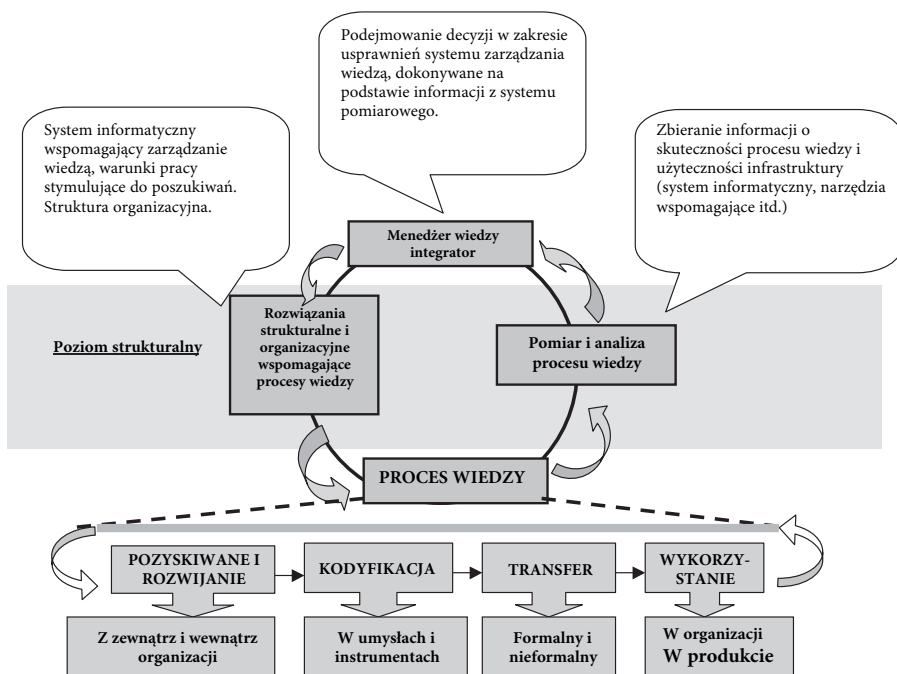 Podejmowanie decyzji w zakresie
usprawnień systemu zarządzania
wiedzą, dokonywane na
podstawie informacji z systemu
pomiarowego.
System informatyczny
wspomagający zarządzanie
wiedzą, warunki pracy
stymulujące do poszukiwań.
Struktura organizacyjna.
Zbieranie informacji o
skuteczności procesu wiedzy i
użyteczności infrastruktury
(system informatyczny, narzędzia
wspomagające itd.)
Menedżer wiedzy
integrator
Poziom strukturalny
Rozwiązania
strukturalne i
organizacyjne
wspomagające
procesy wiedzy
Pomiar i analiza
procesu wiedzy
PROCES WIEDZY
POZYSKIWANE I
ROZWIJANIE
KODYFIKACJA
TRANSFER
WYKORZY-
STANIE
Z zewnątrz i wewnątrz
organizacji
W umysłach i
instrumentach
Formalny i
nieformalny
W organizacji
W produkcie